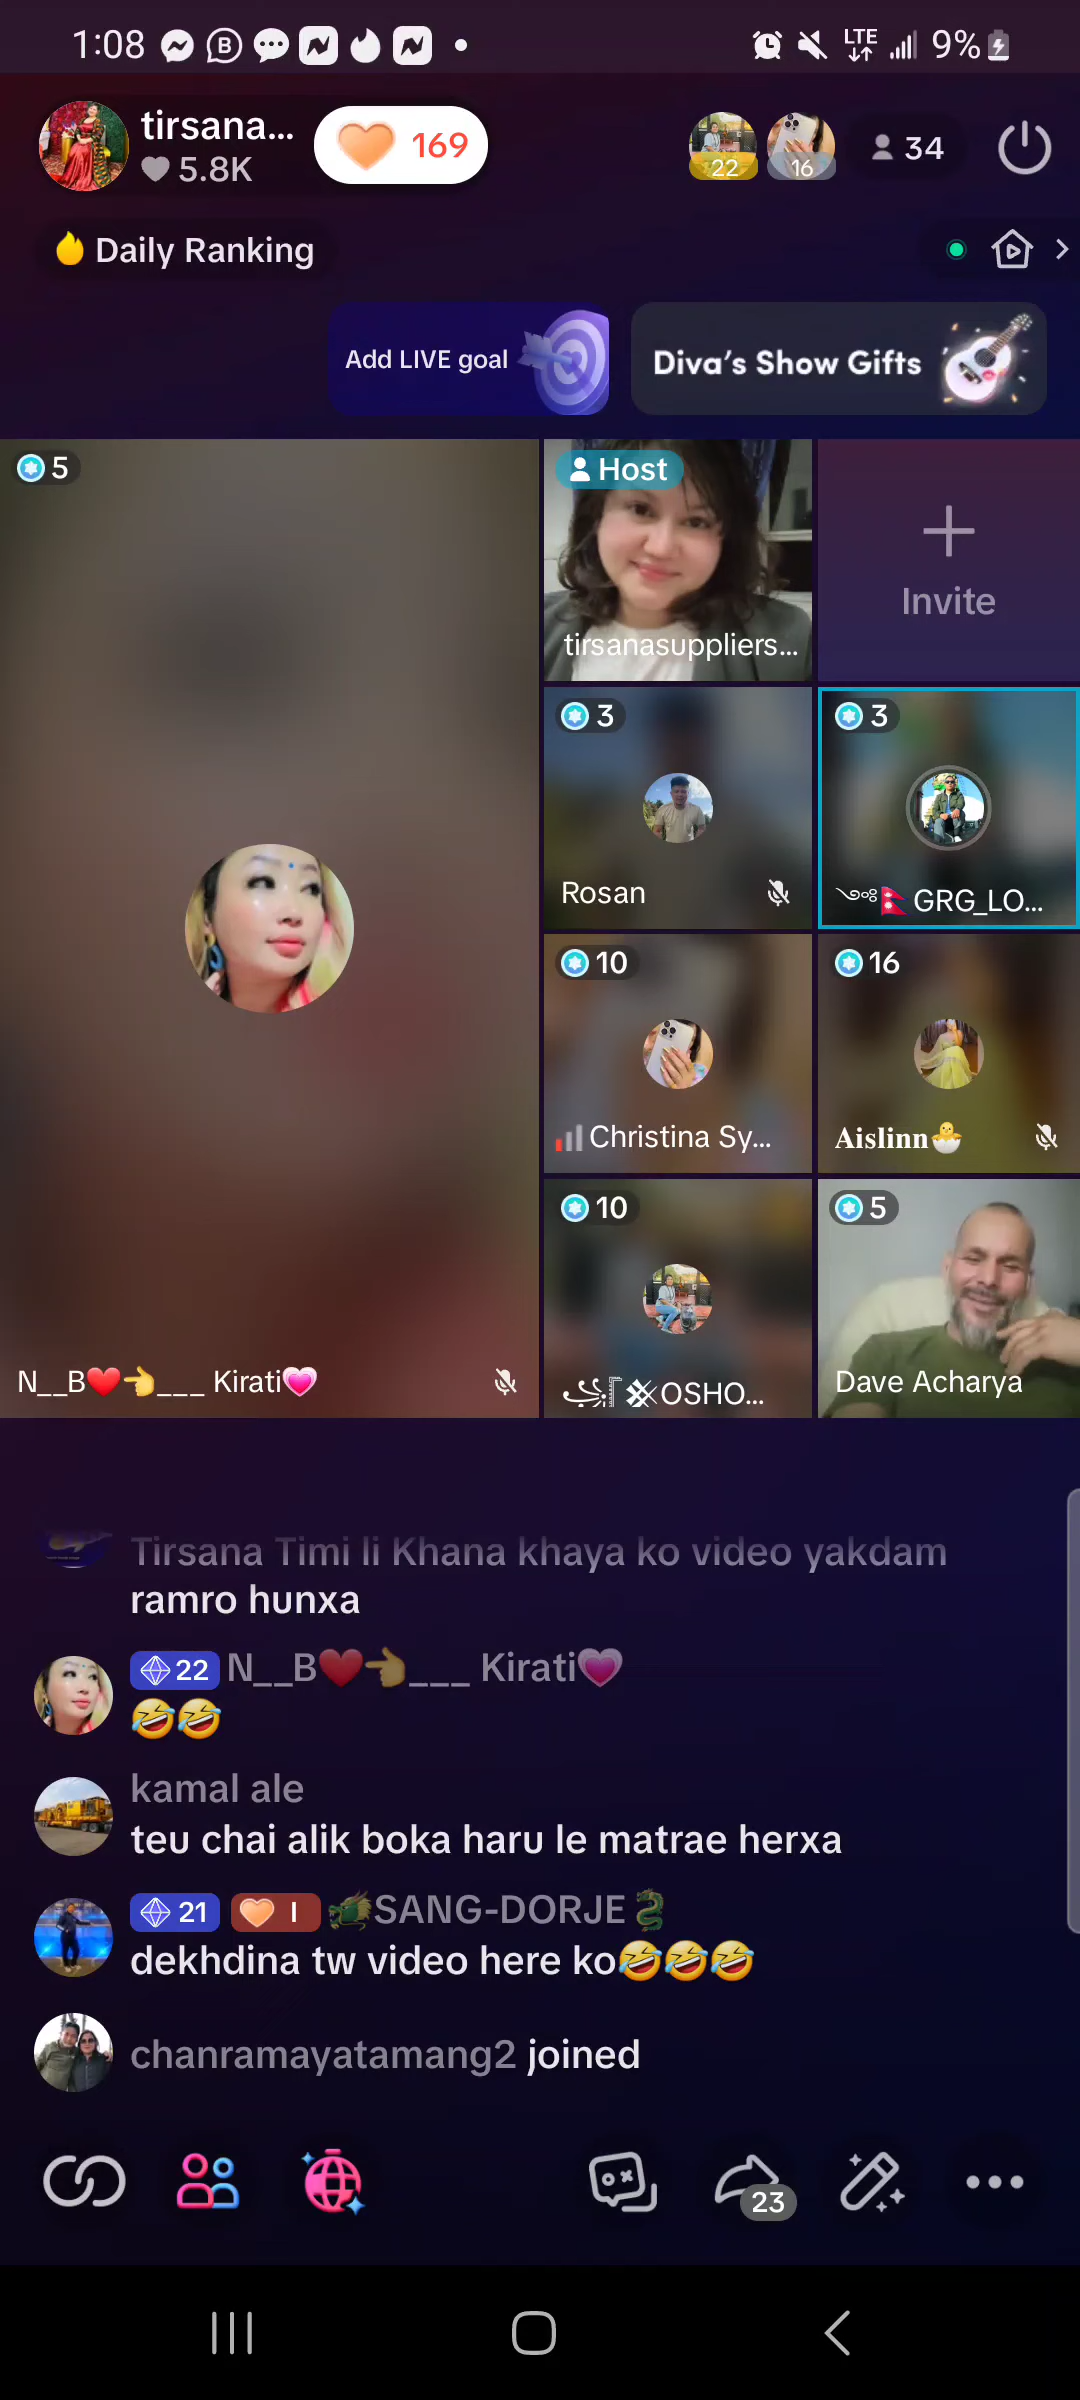 1:08
LTE
9%
tirsana...
5.8K
169
22
16
34
Daily Ranking
Add LIVE goal
Diva's Show Gifts
5
Host
tirsanasuppliers...
Invite
3
Rosan
3
GRG_LO...
10
Christina Sy...
16
Aislinn🐣
10
OSHO...
5
Dave Acharya
N__B❤️👈___ Kirati💗
Tirsana Timi li Khana khaya ko video yakdam
ramro hunxa
22 N__B❤️👈___ Kirati💗
🤣🤣
kamal ale
teu chai alik boka haru le matrae herxa
21 I 🐉SANG-DORJE🐉
dekhdina tw video here ko🤣🤣🤣
chanramayatamang2 joined
23